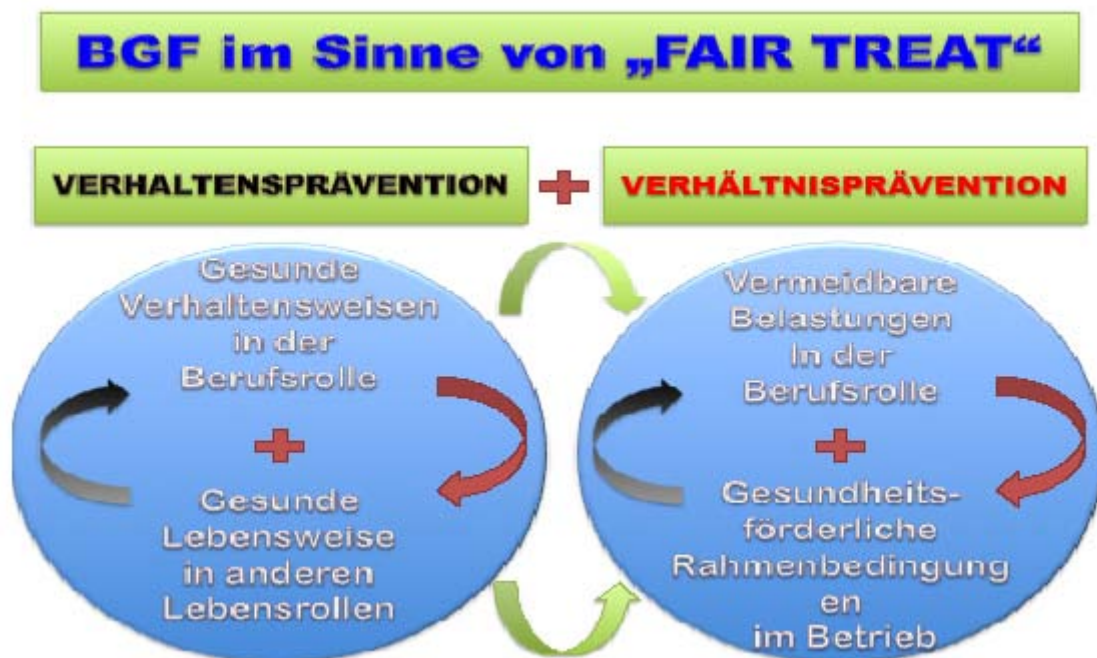 BGF im Sinne von „FAIR TREAT“
VERHALTENSPRÄVENTION
VERHÄLTNISPRÄVENTION
Gesunde
Verhaltensweisen
in der
Berufsrolle
Gesunde
Lebensweise
in anderen
Lebensrollen
Vermeidbare
Belastungen
In der
Berufsrolle
Gesundheits-
förderliche
Rahmenbedingung
en
im Betrieb